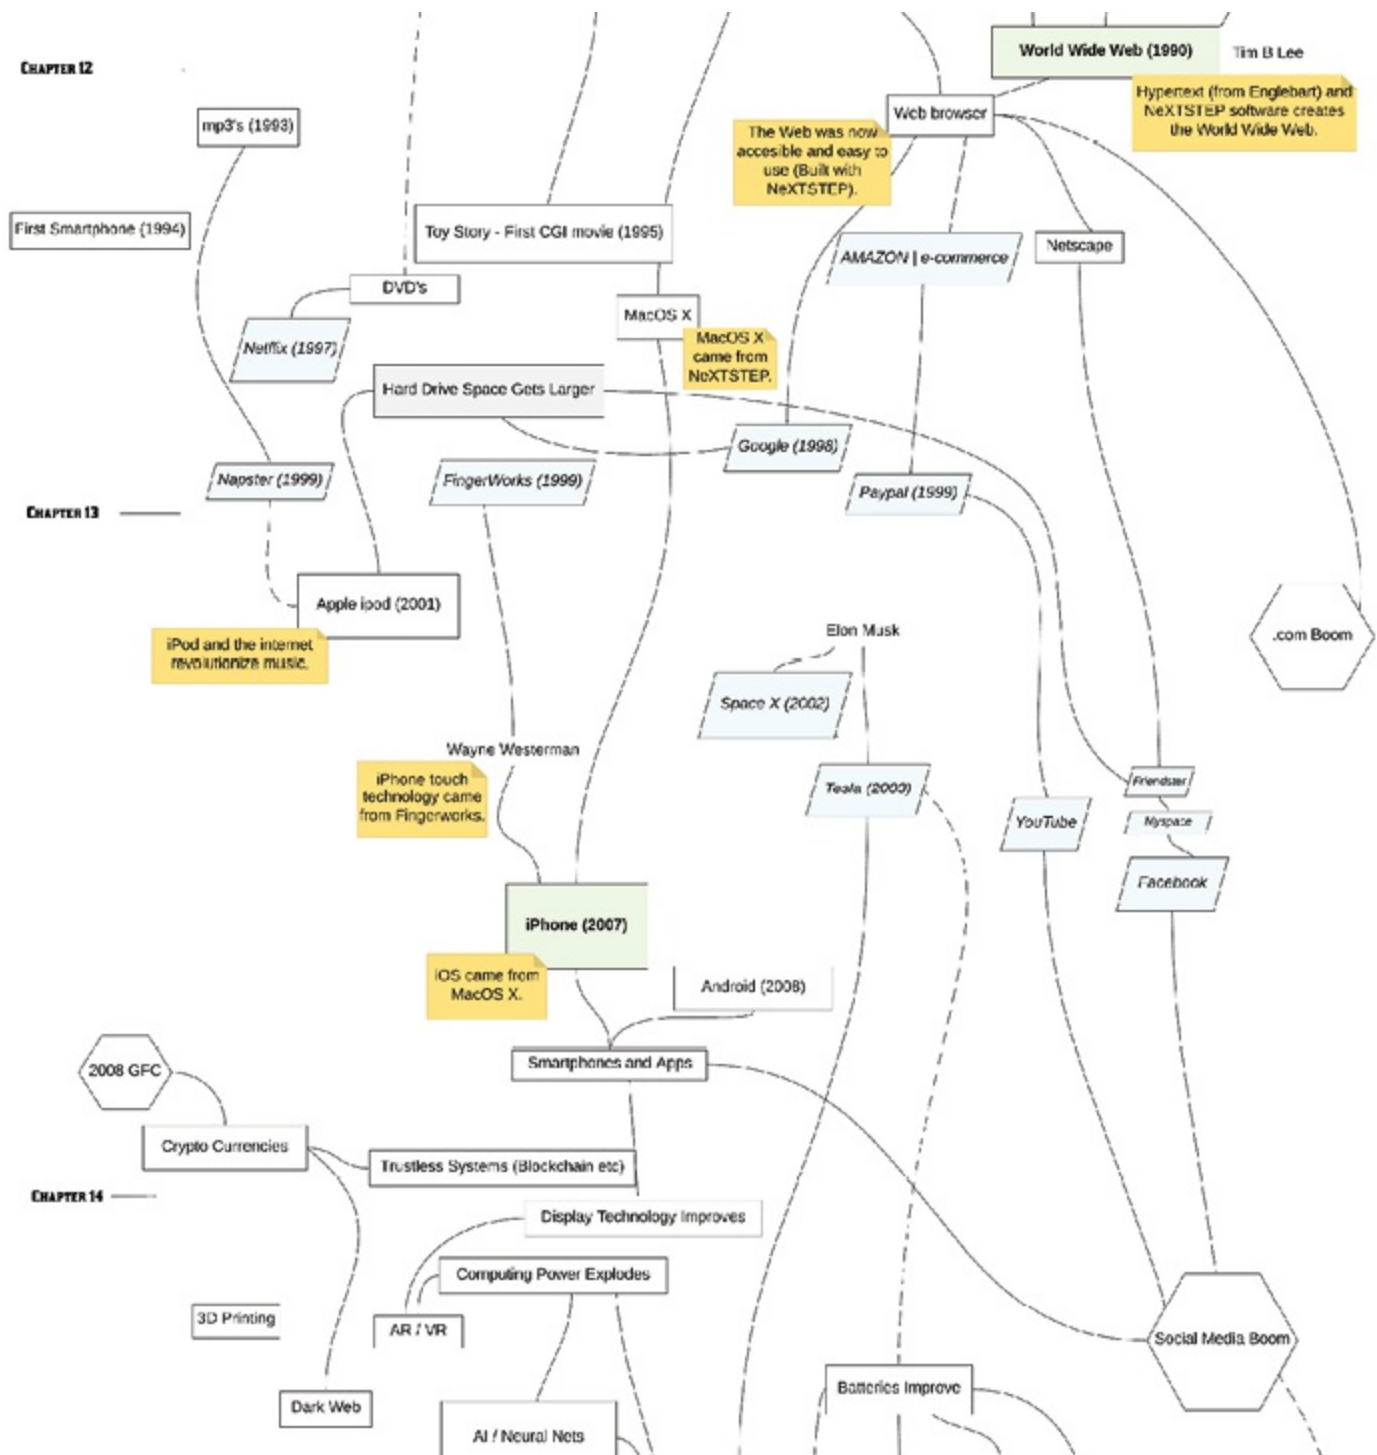 World Wide Web (1990)
Tim B Lee
CHAPTER 12
Hypertext (from Englebart) and
NeXTSTEP software creates
the World Wide Web.
Web browser
mp3's (1993)
The Web was now
accesible and easy to
use (Built with
NeXTSTEP).
First Smartphone (1994)
Toy Story - First CGI movie (1995)
Netscape
AMAZON | e-commerce
DVD's
MacOS X
Netflix (1997)
MacOS X
came from
NeXTSTEP.
Hard Drive Space Gets Larger
Google (1998)
Napster (1999)
FingerWorks (1999)
Paypal (1999)
CHAPTER 13
Apple ipod (2001)
Elon Musk
.com Boom
iPod and the internet
revolutionize music.
Space X (2002)
Wayne Westerman
iPhone touch
technology came
from Fingerworks.
Tesla (2003)
Friendster
YouTube
Myspace
Facebook
iPhone (2007)
iOS came from
MacOS X.
Android (2008)
2008 GFC
Smartphones and Apps
Crypto Currencies
Trustless Systems (Blockchain etc)
CHAPTER 14
Display Technology Improves
Computing Power Explodes
3D Printing
AR / VR
Social Media Boom
Batteries Improve
Dark Web
AI / Neural Nets